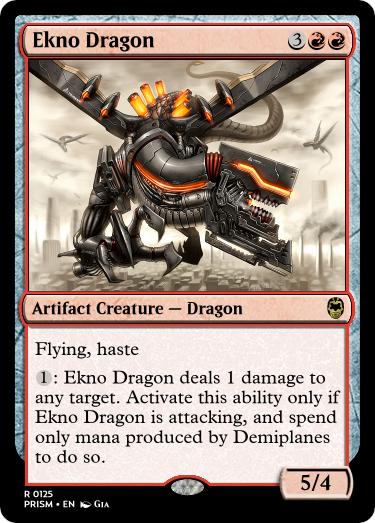 Ekno Dragon 3
Artifact Creature — Dragon
Flying, haste
1: Ekno Dragon deals 1 damage to
any target. Activate this ability only if
Ekno Dragon is attacking, and spend
only mana produced by Demiplanes
to do so.
5/4
R 0125
PRISM • EN Gia